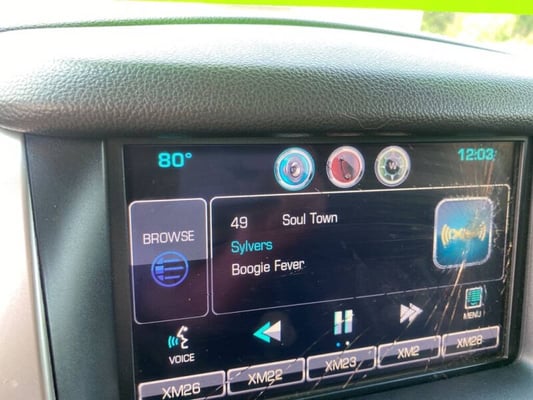 80° 12:03
BROWSE
49 Soul Town
Sylvers
Boogie Fever
VOICE
MENU
XM26 XM22 XM23 XM2 XM28